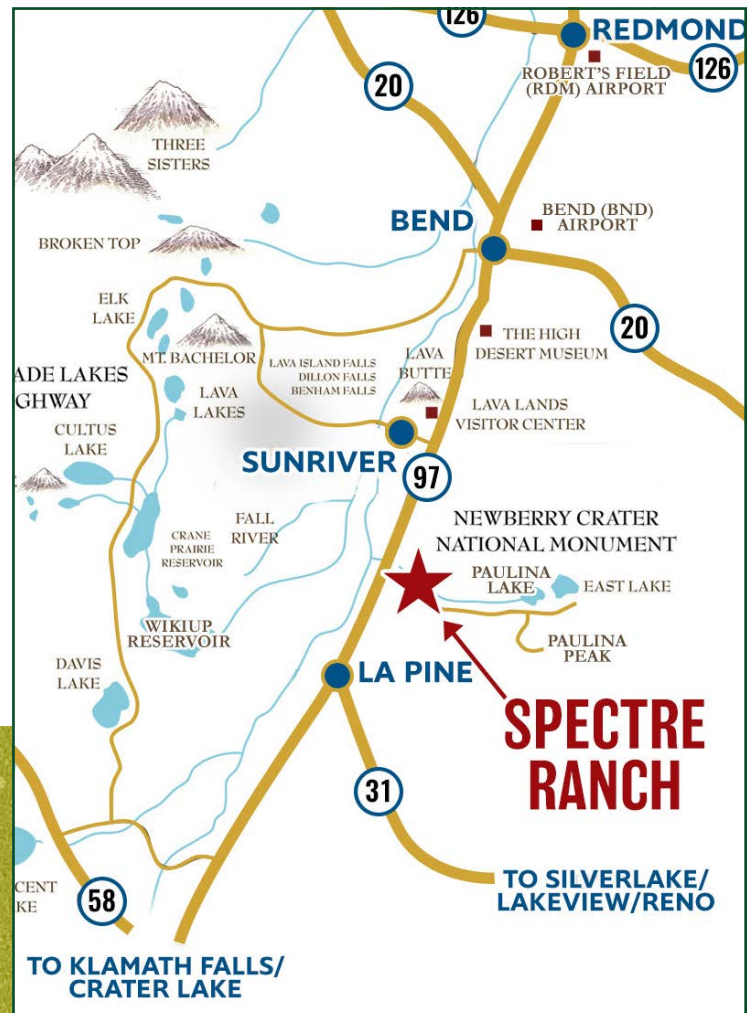 126
REDMOND
126
ROBERT'S FIELD
(RDM) AIRPORT
20
THREE
SISTERS
BEND
BEND (BND)
AIRPORT
BROKEN TOP
ELK
LAKE
20
MT. BACHELOR
LAVA ISLAND FALLS
DILLON FALLS
BENHAM FALLS
LAVA
BUTTE
THE HIGH
DESERT MUSEUM
ADE LAKES
GHWAY
LAVA
LAKES
LAVA LANDS
VISITOR CENTER
CULTUS
LAKE
SUNRIVER
97
FALL
RIVER
NEWBERRY CRATER
NATIONAL MONUMENT
CRANE
PRAIRIE
RESERVOIR
PAULINA
LAKE
EAST LAKE
WIKIUP
RESERVOIR
PAULINA
PEAK
DAVIS
LAKE
LA PINE
SPECTRE
RANCH
31
TO SILVERLAKE/
LAKEVIEW/RENO
CENT
KE
58
TO KLAMATH FALLS/
CRATER LAKE